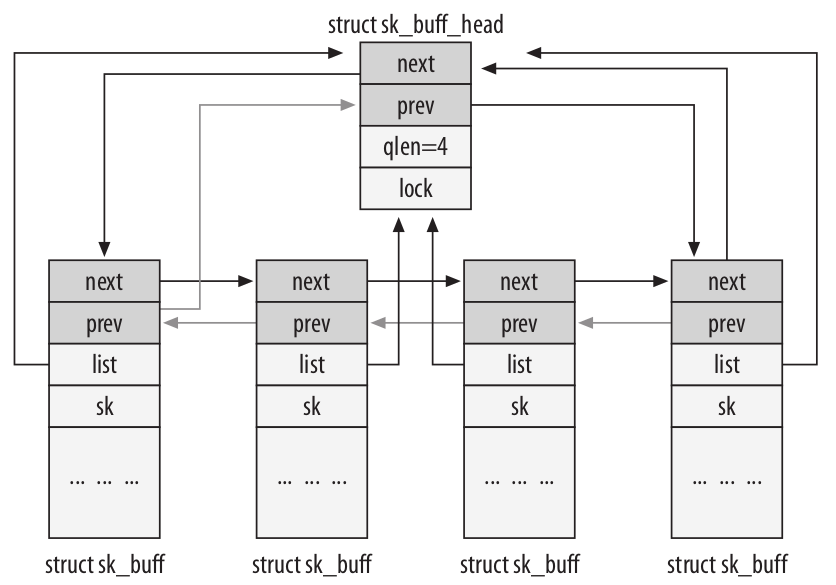 struct sk_buff_head
next
prev
qlen=4
lock
next next next next
prev prev prev prev
list list list list
sk sk sk sk
... ... ... ... ... ... ... ... ... ... ... ...
struct sk_buff struct sk_buff struct sk_buff struct sk_buff